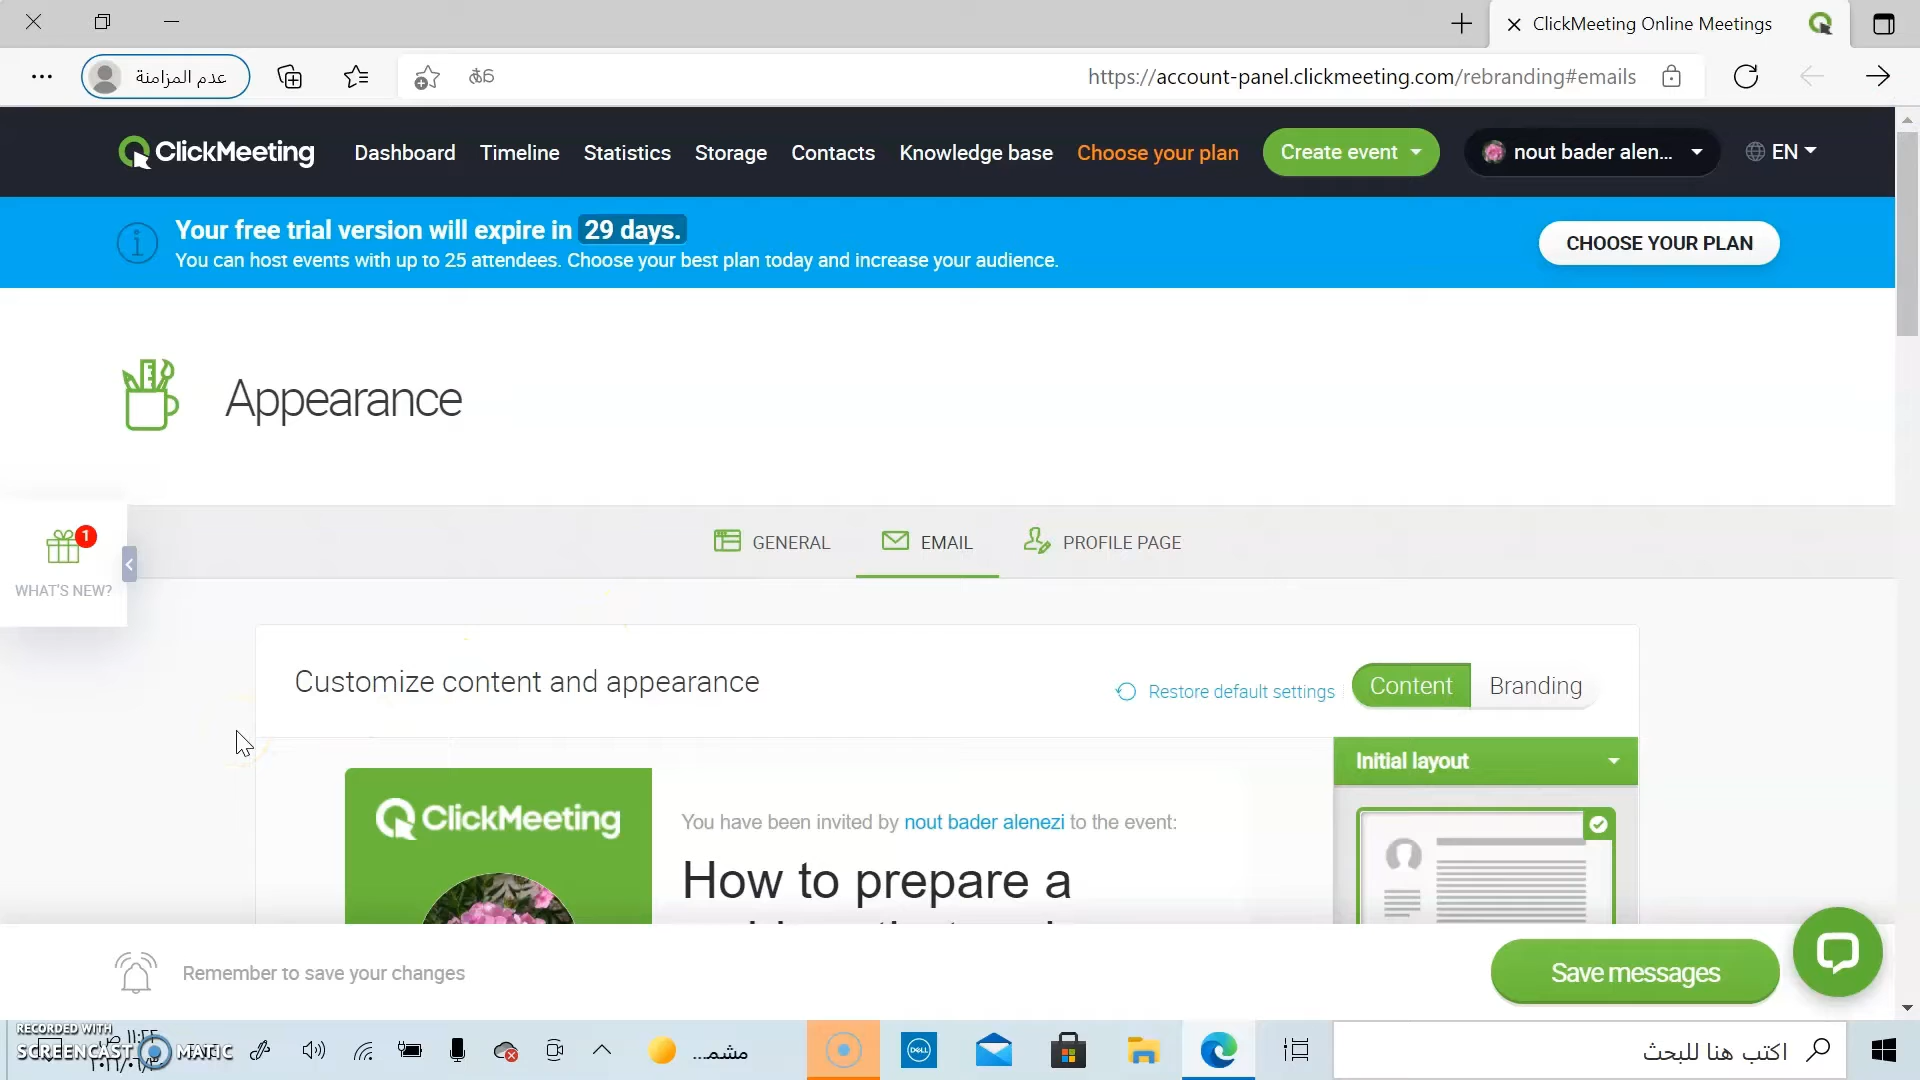 ClickMeeting Online Meetings
عدم المزامنة
https://account-panel.clickmeeting.com/rebranding#emails
ClickMeeting
Dashboard
Timeline
Statistics
Storage
Contacts
Knowledge base
Choose your plan
Create event
nout bader alen...
EN
Your free trial version will expire in 29 days.
You can host events with up to 25 attendees. Choose your best plan today and increase your audience.
CHOOSE YOUR PLAN
Appearance
1
WHAT'S NEW?
GENERAL
EMAIL
PROFILE PAGE
Customize content and appearance
Restore default settings
Content
Branding
Initial layout
ClickMeeting
You have been invited by nout bader alenezi to the event:
How to prepare a
Remember to save your changes
Save messages
RECORDED WITH
SCREENCAST MATIC
مشمـ...
DELL
اكتب هنا للبحث